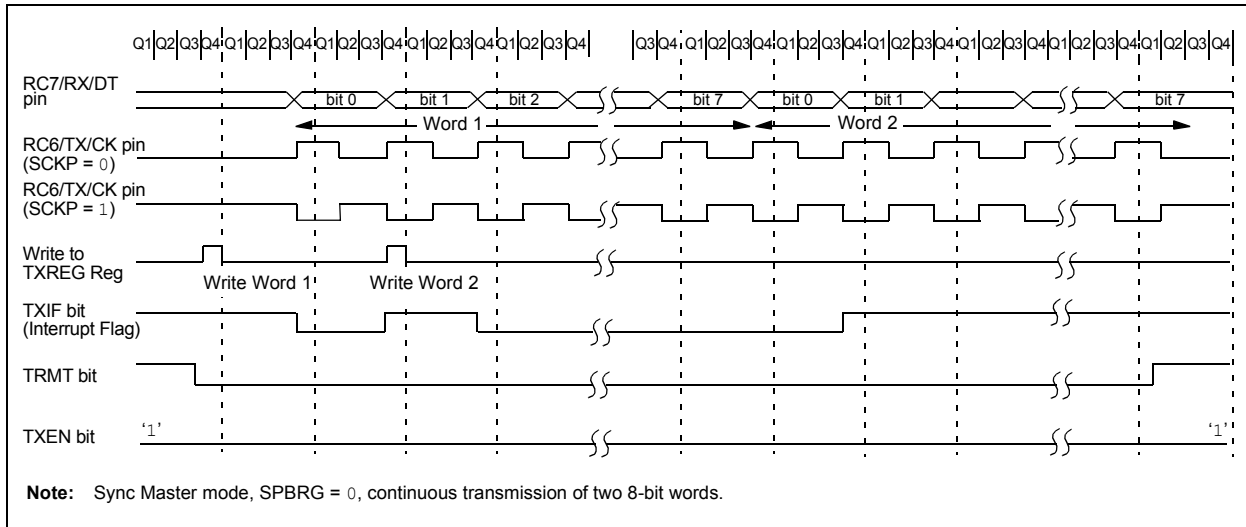 Q1 Q2 Q3 Q4 Q1 Q2 Q3 Q4 Q1 Q2 Q3 Q4 Q1 Q2 Q3 Q4 Q1 Q2 Q3 Q4 Q3 Q4 Q1 Q2 Q3 Q4 Q1 Q2 Q3 Q4 Q1 Q2 Q3 Q4 Q1 Q2 Q3 Q4 Q1 Q2 Q3 Q4 Q1 Q2 Q3 Q4
RC7/RX/DT
pin
bit 0 bit 1 bit 2 bit 7 bit 0 bit 1 bit 7
Word 1 Word 2
RC6/TX/CK pin
(SCKP = 0)
RC6/TX/CK pin
(SCKP = 1)
Write to
TXREG Reg
Write Word 1 Write Word 2
TXIF bit
(Interrupt Flag)
TRMT bit
TXEN bit
‘1’ ‘1’
Note: Sync Master mode, SPBRG = 0, continuous transmission of two 8-bit words.